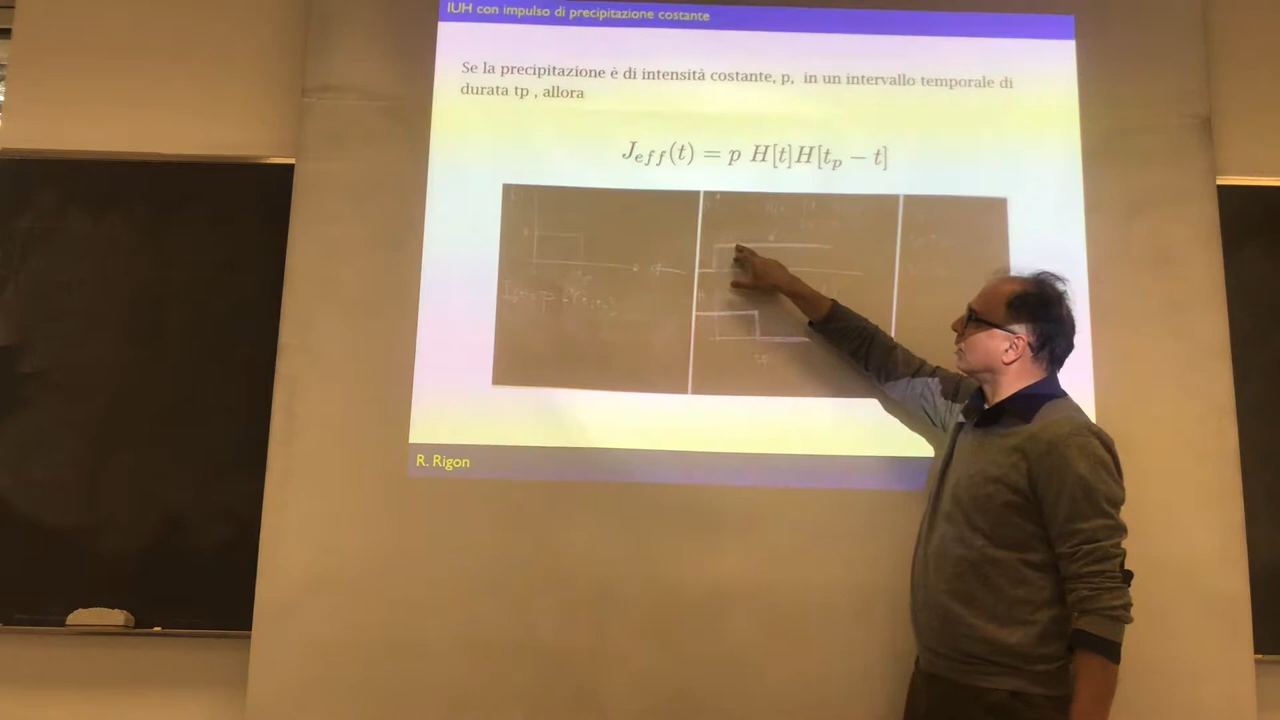 IUH con impulso di precipitazione costante
Se la precipitazione è di intensità costante, p, in un intervallo temporale di
durata tp , allora
J_{eff}(t) = p H[t]H[t_p − t]
R. Rigon